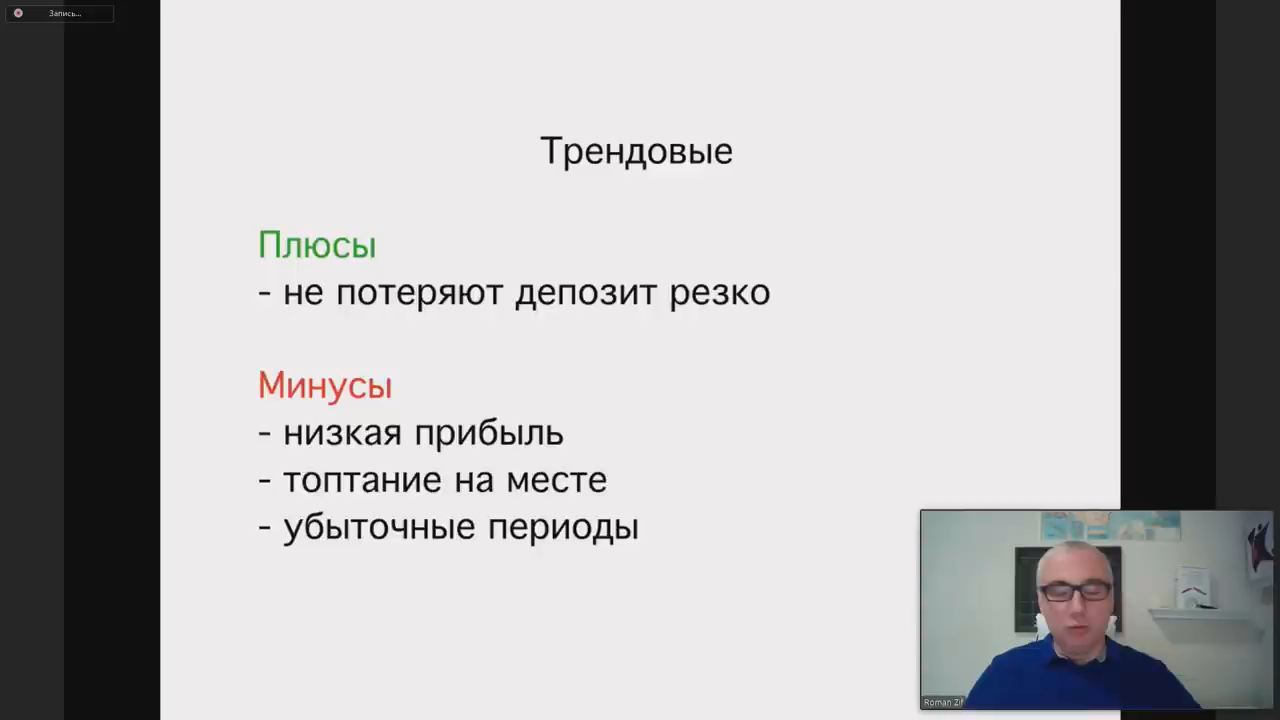 Запись...
Трендовые
Плюсы
- не потеряют депозит резко
Минусы
- низкая прибыль
- топтание на месте
- убыточные периоды
Roman Zif